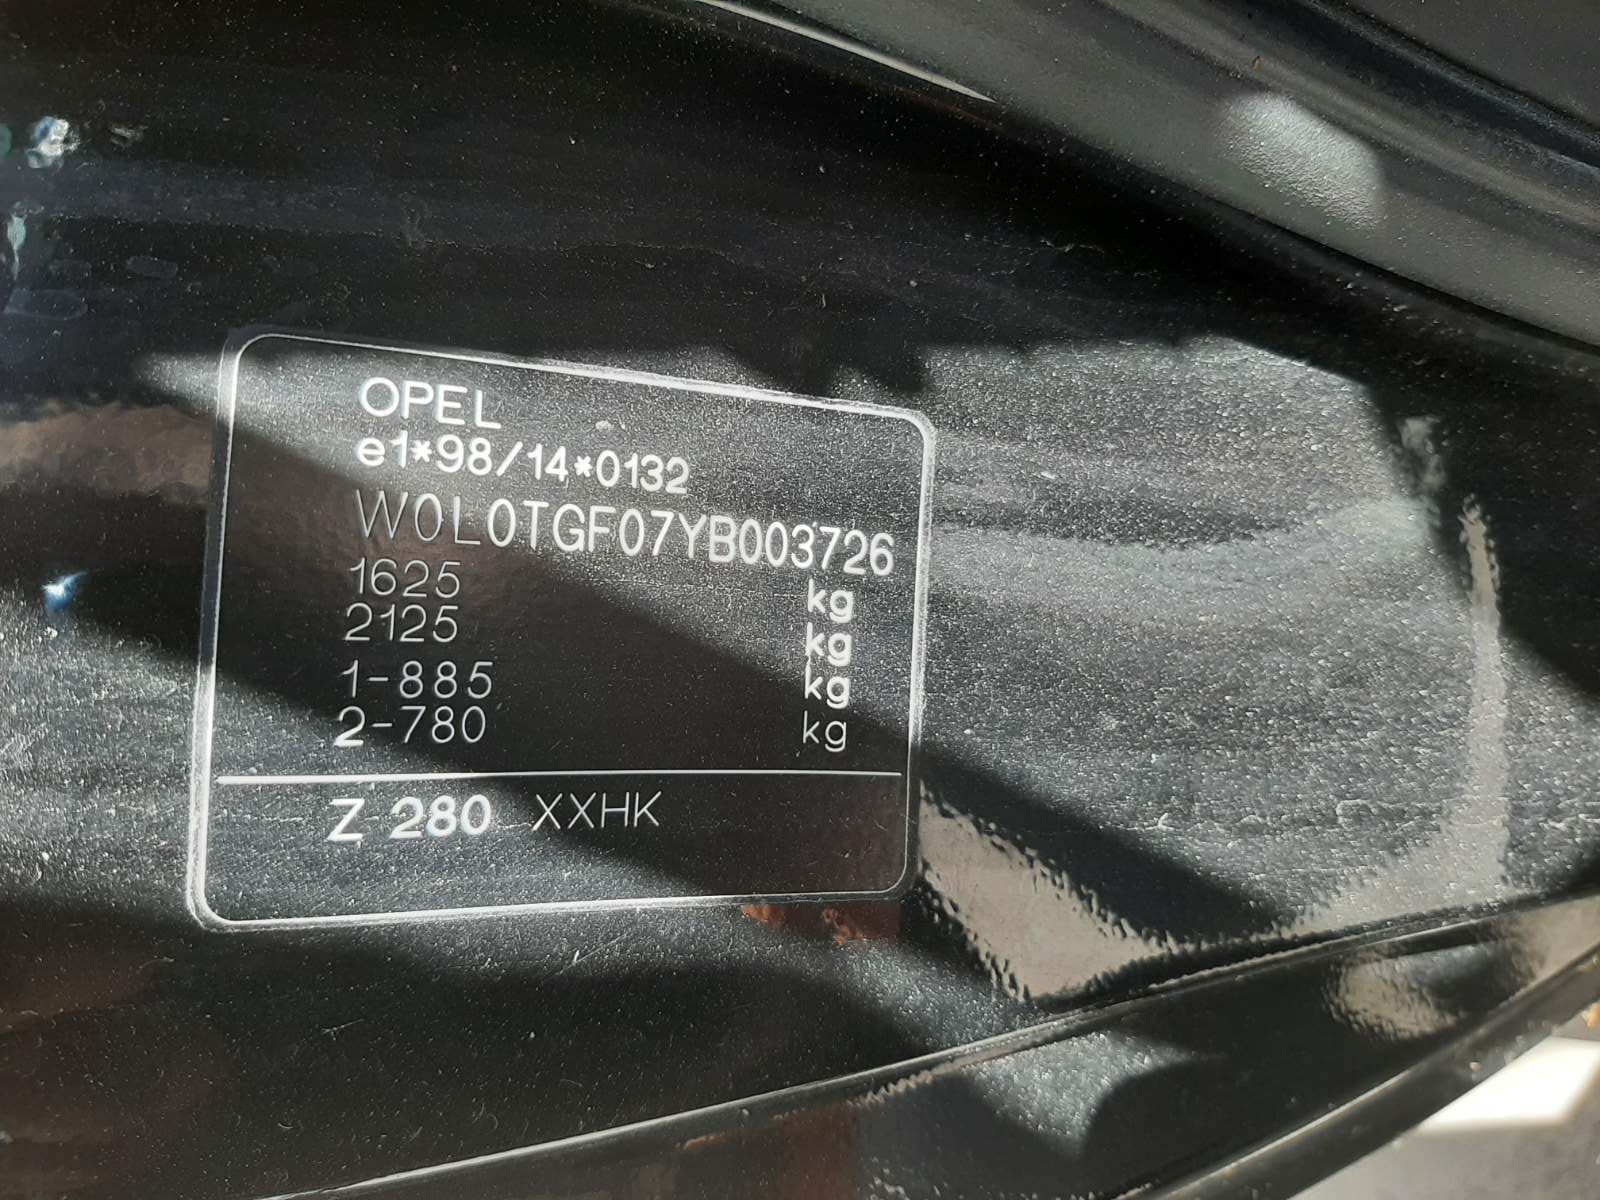 OPEL
e1*98/14*0132
W0L0TGF07YB003726
1625 kg
2125 kg
1-885 kg
2-780 kg
Z 280 XXHK